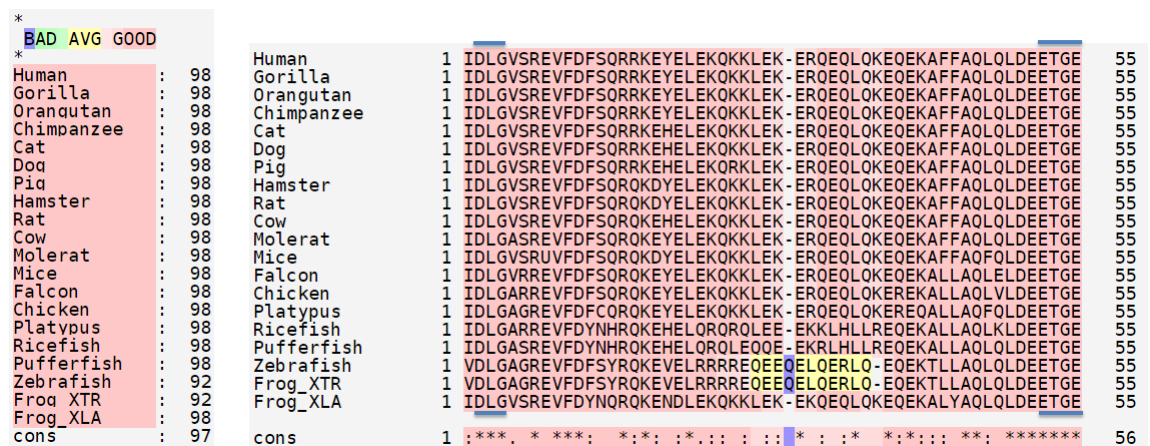 *
BAD AVG GOOD
*
Human : 98
Gorilla : 98
Orangutan : 98
Chimpanzee : 98
Cat : 98
Dog : 98
Pig : 98
Hamster : 98
Rat : 98
Cow : 98
Molerat : 98
Mice : 98
Falcon : 98
Chicken : 98
Platypus : 98
Ricefish : 98
Pufferfish : 98
Zebrafish : 92
Frog_XTR : 92
Frog_XLA : 98
cons : 97
Human 1 IDLGVSREVFDFSQRRKEYELEKQKKLEK-ERQEQLQKEQEKAFFAQLQLDEETGE 55
Gorilla 1 IDLGVSREVFDFSQRRKEYELEKQKKLEK-ERQEQLQKEQEKAFFAQLQLDEETGE 55
Orangutan 1 IDLGVSREVFDFSQRRKEYELEKQKKLEK-ERQEQLQKEQEKAFFAQLQLDEETGE 55
Chimpanzee 1 IDLGVSREVFDFSQRRKEYELEKQKKLEK-ERQEQLQKEQEKAFFAQLQLDEETGE 55
Cat 1 IDLGVSREVFDFSQRRKEHELEKQKKLEK-ERQEQLQKEQEKAFFAQLQLDEETGE 55
Dog 1 IDLGVSREVFDFSQRRKEHELEKQKKLEK-ERQEQLQKEQEKAFFAQLQLDEETGE 55
Pig 1 IDLGVSREVFDFSQRRKEHELEKQRKLEK-ERQEQLQKEQEKAFFAQLQLDEETGE 55
Hamster 1 IDLGVSREVFDFSQRQKDYELEKQKKLEK-ERQEQLQKEQEKAFFAQLQLDEETGE 55
Rat 1 IDLGVSREVFDFSQRQKDYELEKQKKLEK-ERQEQLQKEQEKAFFAQLQLDEETGE 55
Cow 1 IDLGVSREVFDFSQRQKEHELEKQKKLEK-ERQEQLQKEQEKAFFAQLQLDEETGE 55
Molerat 1 IDLGASREVFDFSQRQKEYELEKQKKLEK-ERQEQLQKEQEKAFFAQLQLDEETGE 55
Mice 1 IDLGVSRUVFDFSQRQKDYELEKQKKLEK-ERQEQLQKEREQAFFAQFQLDEETGE 55
Falcon 1 IDLGVRREVFDFSQRQKEYELEKQKKLEK-ERQEQLQKEQEKALLAQLELDEETGE 55
Chicken 1 IDLGARREVFDFSQRQKEYELEKQKKLEK-ERQEQLQKEREKALLAQLVLDEETGE 55
Platypus 1 IDLGAGREVFDFCQRQKEYELEKQKKLEK-ERQEQLQKEREQALLAQLQLDEETGE 55
Ricefish 1 IDLGARREVFDYNHRQKEHELQRQRQLEE-EKKLHLLREQEKALLAQLKLDEETGE 55
Pufferfish 1 IDLGASREVFDYNHRQKEHELQRQLEQQE-EKRLHLLREQEKALLAQLQLDEETGE 55
Zebrafish 1 VDLGAGREVFDFSYRQKEVELRRRREQEEQELQERLQ-EQEKTLLAQLQLDEETGE 55
Frog_XTR 1 VDLGAGREVFDFSYRQKEVELRRRREQEEQELQERLQ-EQEKTLLAQLQLDEETGE 55
Frog_XLA 1 IDLGASREVFDYNQRQKENDLEKQKKLEK-EKQEQLQKEQEKALYAQLQLDEETGE 55
cons 1 :***. * ***: *:*: :*.:: : :: * : :* *:*::: **: ******* 56